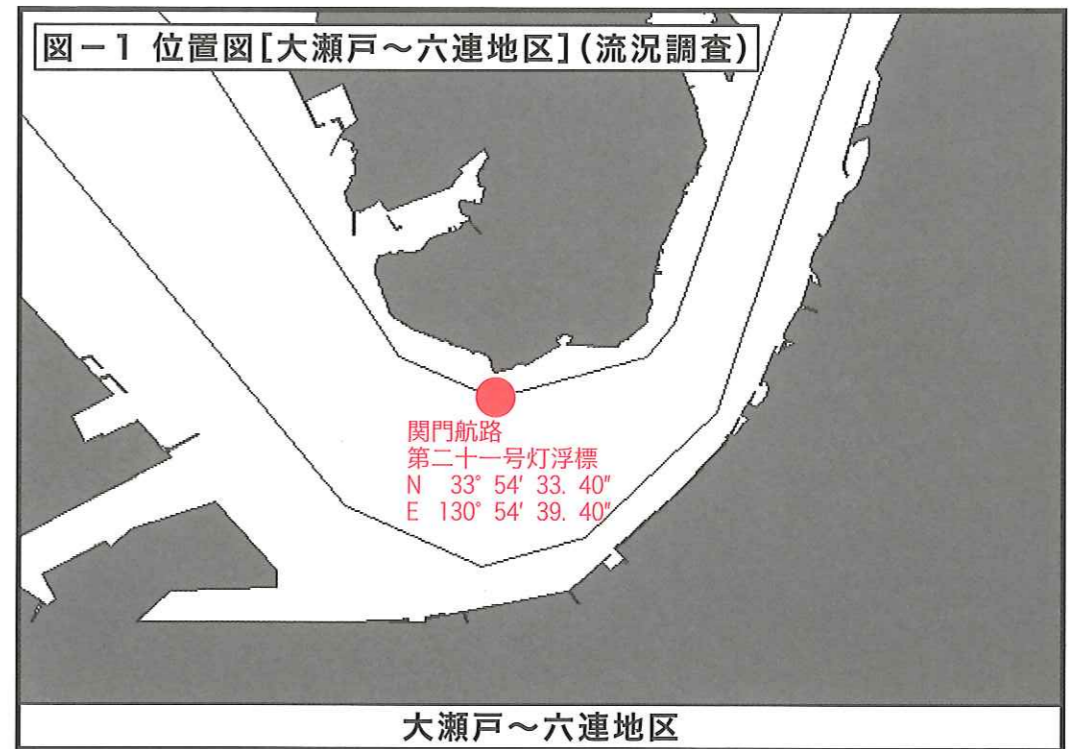 図－1 位置図[大瀬戸～六連地区](流況調査)
関門航路
第二十一号灯浮標
N 33° 54′ 33. 40″
E 130° 54′ 39. 40″
大瀬戸～六連地区